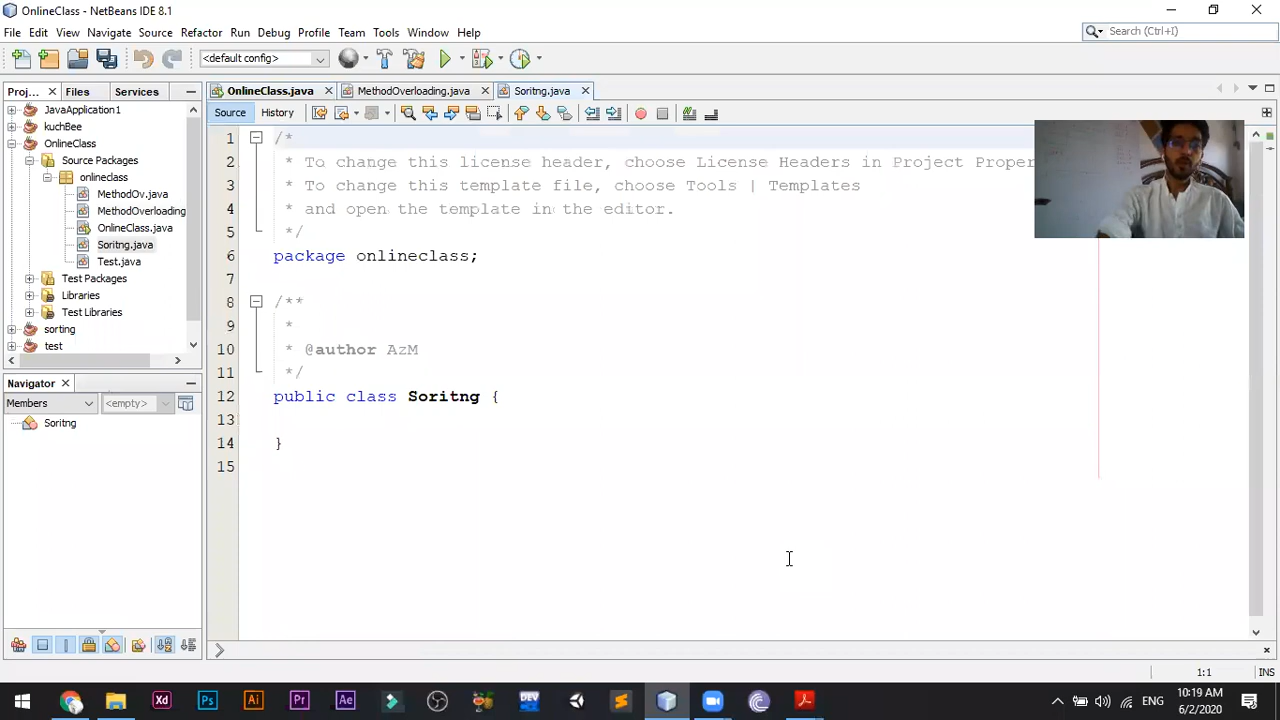 OnlineClass - NetBeans IDE 8.1
File Edit View Navigate Source Refactor Run Debug Profile Team Tools Window Help
Search (Ctrl+I)
<default config>
Proj... Files Services
OnlineClass.java MethodOverloading.java Soritng.java
Source History
JavaApplication1
kuchBee
OnlineClass
Source Packages
onlineclass
MethodOv.java
MethodOverloading
OnlineClass.java
Soritng.java
Test.java
Test Packages
Libraries
Test Libraries
sorting
test
Navigator
Members <empty>
Soritng
1 /*
2 * To change this license header, choose License Headers in Project Proper
3 * To change this template file, choose Tools | Templates
4 * and open the template in the editor.
5 */
6 package onlineclass;
7
8 /**
9 *
10 * @author AzM
11 */
12 public class Soritng {
13
14 }
15
1:1 INS
Xd Ps Ai Pr Ae DEV
ENG 10:19 AM
6/2/2020